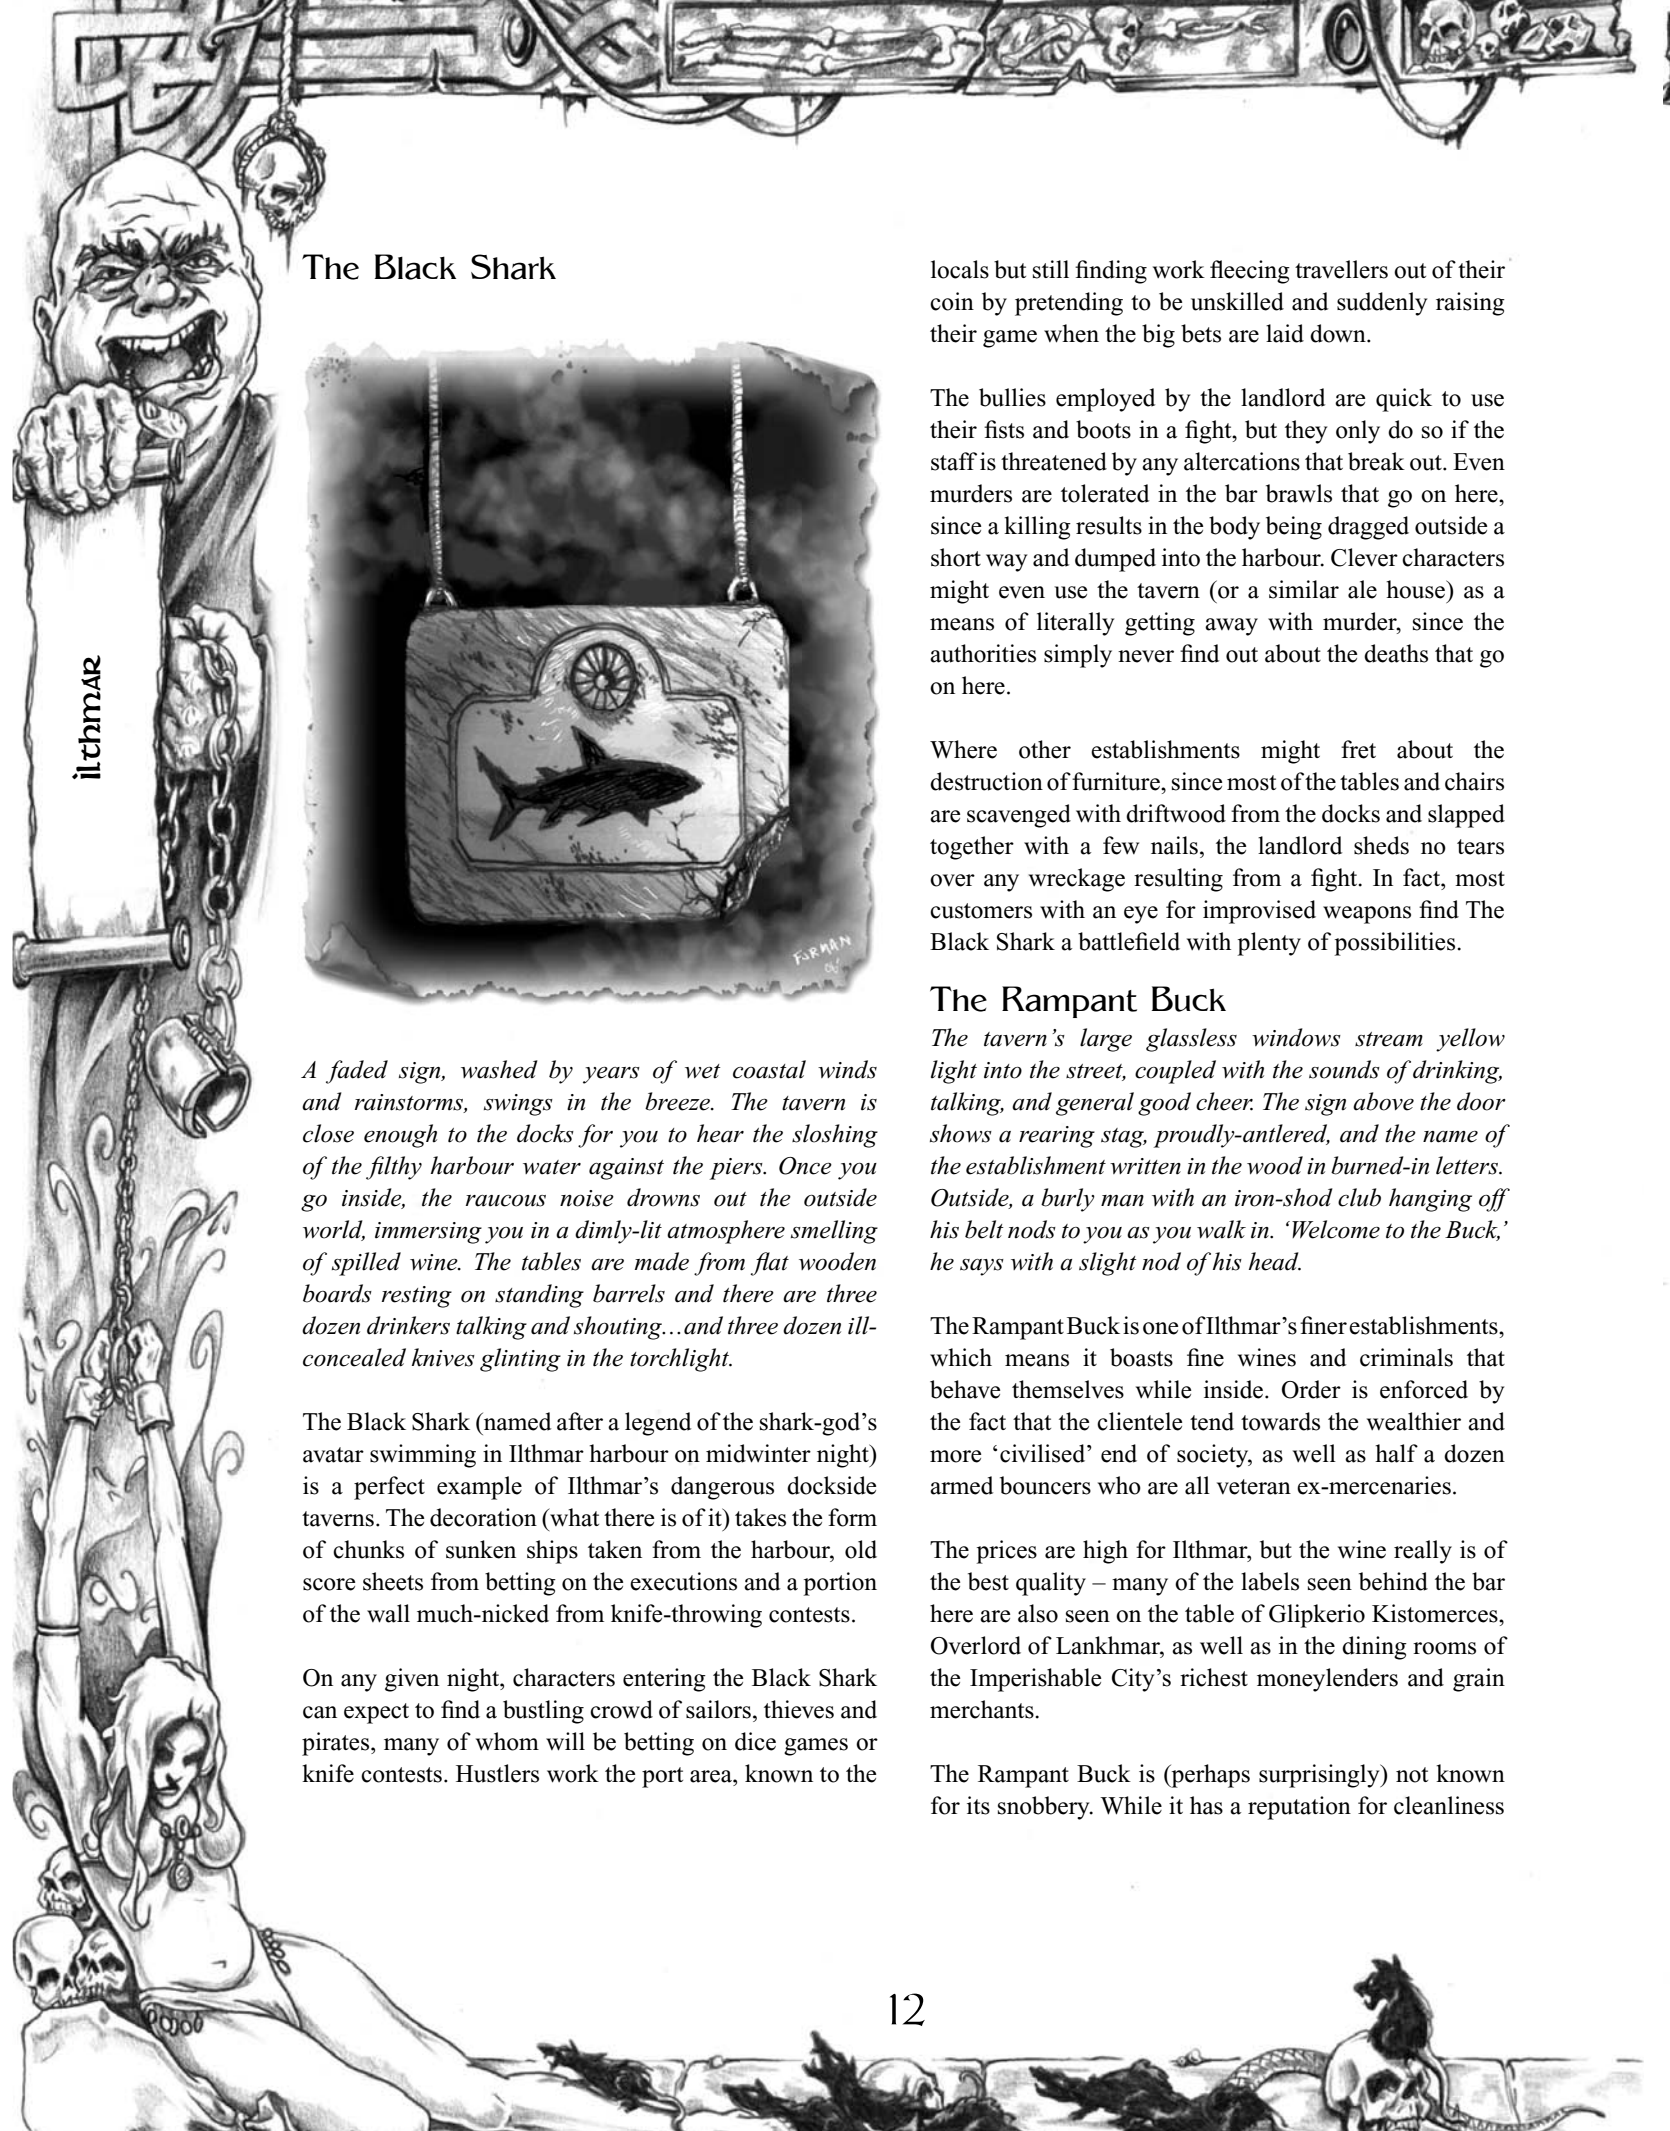 The Black Shark
ilthmar
FORMAN
A faded sign, washed by years of wet coastal winds
and rainstorms, swings in the breeze. The tavern is
close enough to the docks for you to hear the sloshing
of the filthy harbour water against the piers. Once you
go inside, the raucous noise drowns out the outside
world, immersing you in a dimly-lit atmosphere smelling
of spilled wine. The tables are made from flat wooden
boards resting on standing barrels and there are three
dozen drinkers talking and shouting…and three dozen ill-
concealed knives glinting in the torchlight.
The Black Shark (named after a legend of the shark-god's
avatar swimming in Ilthmar harbour on midwinter night)
is a perfect example of Ilthmar's dangerous dockside
taverns. The decoration (what there is of it) takes the form
of chunks of sunken ships taken from the harbour, old
score sheets from betting on the executions and a portion
of the wall much-nicked from knife-throwing contests.
On any given night, characters entering the Black Shark
can expect to find a bustling crowd of sailors, thieves and
pirates, many of whom will be betting on dice games or
knife contests. Hustlers work the port area, known to the
locals but still finding work fleecing travellers out of their
coin by pretending to be unskilled and suddenly raising
their game when the big bets are laid down.
The bullies employed by the landlord are quick to use
their fists and boots in a fight, but they only do so if the
staff is threatened by any altercations that break out. Even
murders are tolerated in the bar brawls that go on here,
since a killing results in the body being dragged outside a
short way and dumped into the harbour. Clever characters
might even use the tavern (or a similar ale house) as a
means of literally getting away with murder, since the
authorities simply never find out about the deaths that go
on here.
Where other establishments might fret about the
destruction of furniture, since most of the tables and chairs
are scavenged with driftwood from the docks and slapped
together with a few nails, the landlord sheds no tears
over any wreckage resulting from a fight. In fact, most
customers with an eye for improvised weapons find The
Black Shark a battlefield with plenty of possibilities.
The Rampant Buck
The tavern's large glassless windows stream yellow
light into the street, coupled with the sounds of drinking,
talking, and general good cheer. The sign above the door
shows a rearing stag, proudly-antlered, and the name of
the establishment written in the wood in burned-in letters.
Outside, a burly man with an iron-shod club hanging off
his belt nods to you as you walk in. 'Welcome to the Buck,'
he says with a slight nod of his head.
The Rampant Buck is one of Ilthmar's finer establishments,
which means it boasts fine wines and criminals that
behave themselves while inside. Order is enforced by
the fact that the clientele tend towards the wealthier and
more 'civilised' end of society, as well as half a dozen
armed bouncers who are all veteran ex-mercenaries.
The prices are high for Ilthmar, but the wine really is of
the best quality – many of the labels seen behind the bar
here are also seen on the table of Glipkerio Kistomerces,
Overlord of Lankhmar, as well as in the dining rooms of
the Imperishable City's richest moneylenders and grain
merchants.
The Rampant Buck is (perhaps surprisingly) not known
for its snobbery. While it has a reputation for cleanliness
12